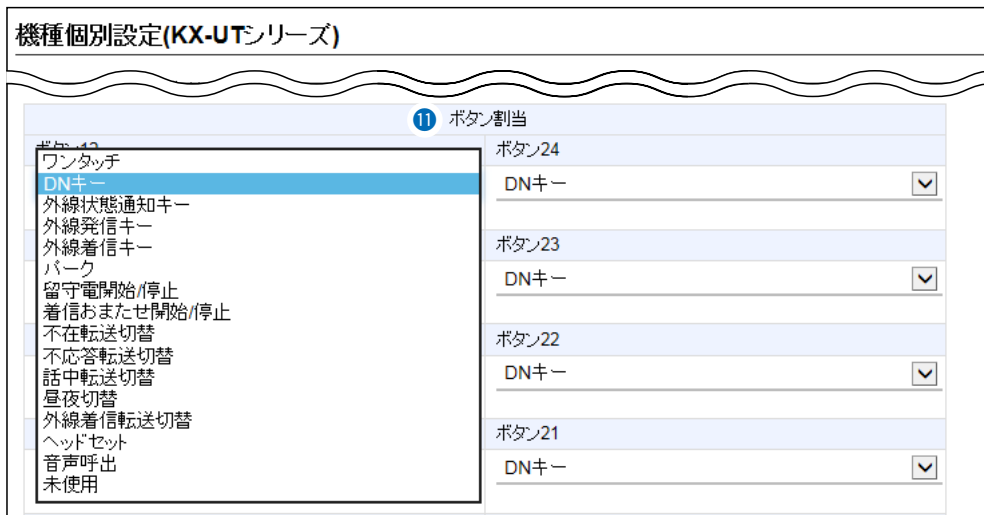 機種個別設定(KX-UTシリーズ)
11 ボタン割当
ワンタッチ
DNキー
外線状態通知キー
外線発信キー
外線着信キー
パーク
留守電開始/停止
着信おまたせ開始/停止
不在転送切替
不応答転送切替
話中転送切替
昼夜切替
外線着信転送切替
ヘッドセット
音声呼出
未使用
ボタン24
DNキー
ボタン23
DNキー
ボタン22
DNキー
ボタン21
DNキー